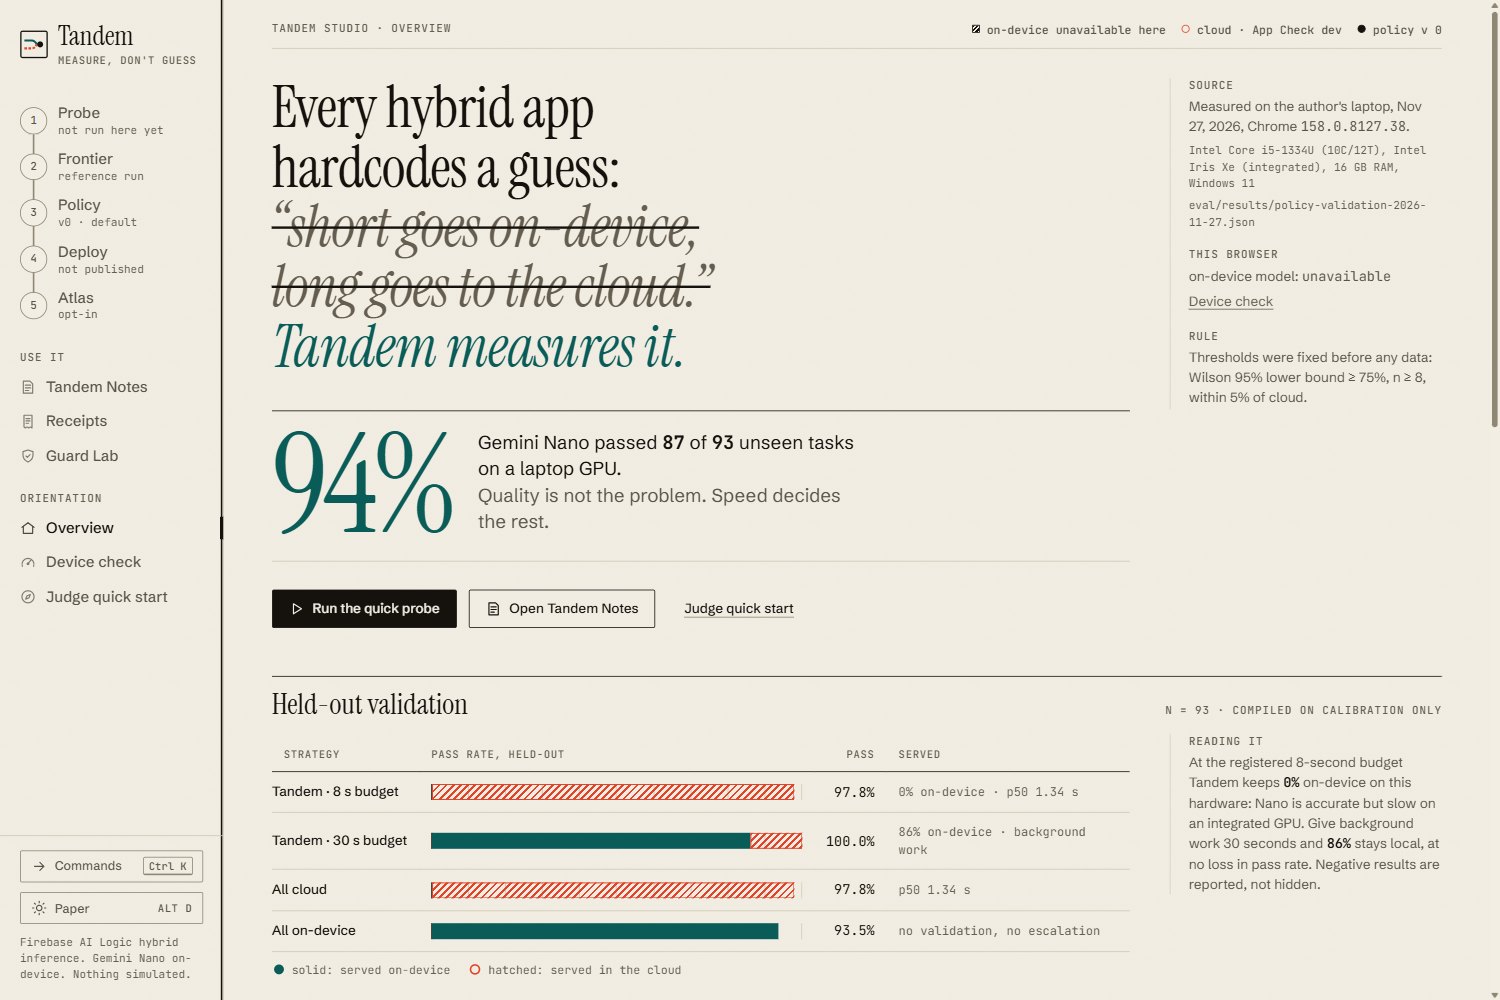 Tandem
MEASURE, DON'T GUESS
1
Probe
not run here yet
2
Frontier
reference run
3
Policy
v0 · default
4
Deploy
not published
5
Atlas
opt-in
USE IT
Tandem Notes
Receipts
Guard Lab
ORIENTATION
Overview
Device check
Judge quick start
Commands
Ctrl K
Paper
ALT D
Firebase AI Logic hybrid
inference. Gemini Nano on-
device. Nothing simulated.
TANDEM STUDIO · OVERVIEW
on-device unavailable here
cloud · App Check dev
policy v 0
Every hybrid app
hardcodes a guess:
“short goes on-device,
long goes to the cloud.”
Tandem measures it.
94%
Gemini Nano passed 87 of 93 unseen tasks
on a laptop GPU.
Quality is not the problem. Speed decides
the rest.
Run the quick probe
Open Tandem Notes
Judge quick start
SOURCE
Measured on the author's laptop, Nov
27, 2026, Chrome 158.0.8127.38.
Intel Core i5-1334U (10C/12T), Intel
Iris Xe (integrated), 16 GB RAM,
Windows 11
eval/results/policy-validation-2026-
11-27.json
THIS BROWSER
on-device model: unavailable
Device check
RULE
Thresholds were fixed before any data:
Wilson 95% lower bound ≥ 75%, n ≥ 8,
within 5% of cloud.
Held-out validation
N = 93 · COMPILED ON CALIBRATION ONLY
STRATEGY
PASS RATE, HELD-OUT
PASS
SERVED
Tandem · 8 s budget
97.8%
0% on-device · p50 1.34 s
Tandem · 30 s budget
100.0%
86% on-device · background
work
All cloud
97.8%
p50 1.34 s
All on-device
93.5%
no validation, no escalation
solid: served on-device
hatched: served in the cloud
READING IT
At the registered 8-second budget
Tandem keeps 0% on-device on this
hardware: Nano is accurate but slow on
an integrated GPU. Give background
work 30 seconds and 86% stays local, at
no loss in pass rate. Negative results are
reported, not hidden.